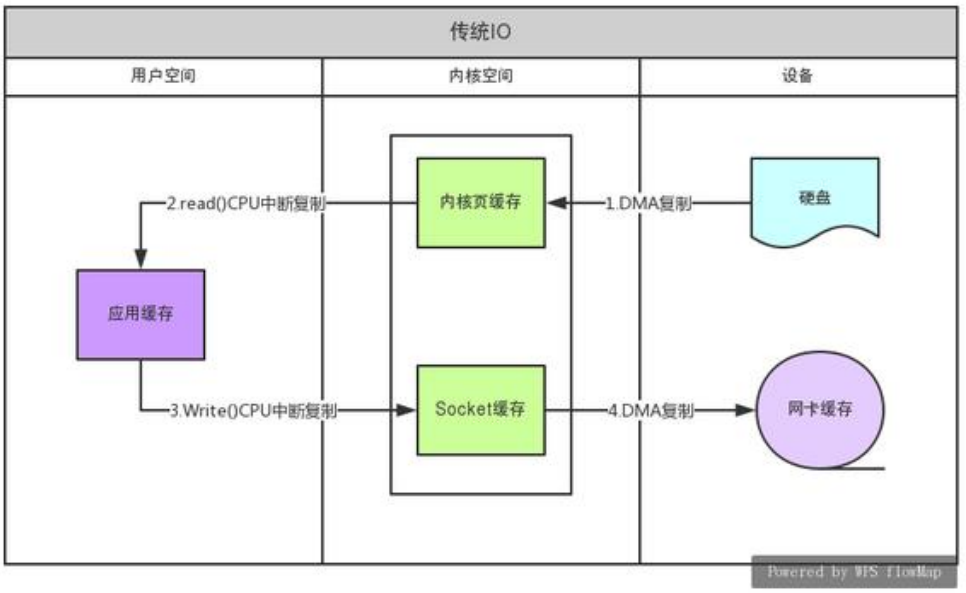 传统IO
用户空间
内核空间
设备
2.read()CPU中断复制
内核页缓存
1.DMA复制
硬盘
应用缓存
3.Write()CPU中断复制
Socket缓存
4.DMA复制
网卡缓存
Powered by WPS flowMap